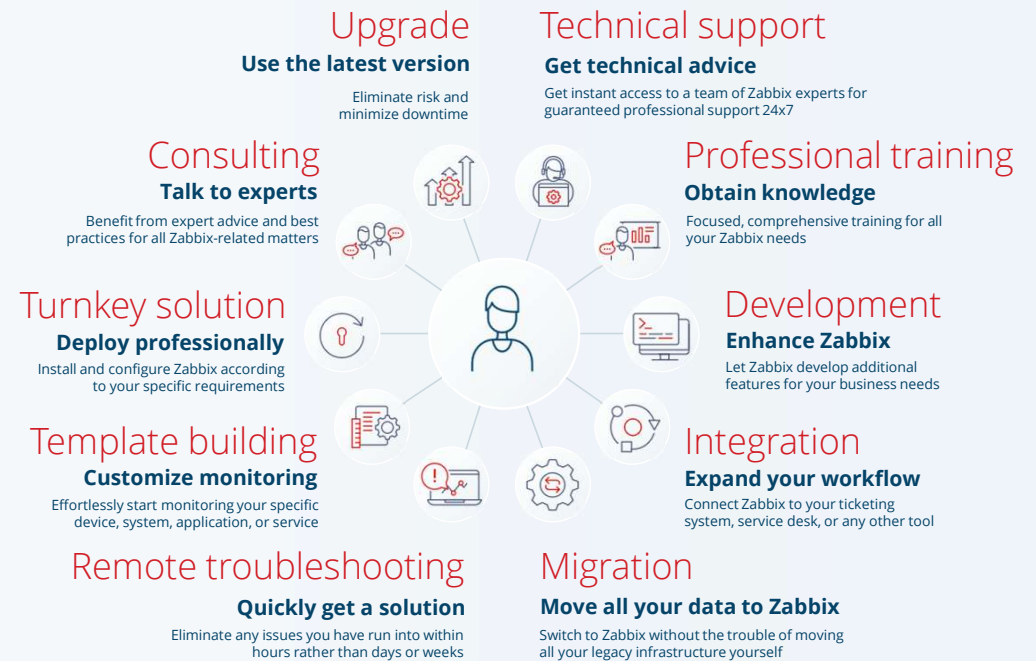 Upgrade
Use the latest version
Eliminate risk and
minimize downtime
Technical support
Get technical advice
Get instant access to a team of Zabbix experts for
guaranteed professional support 24x7
Consulting
Talk to experts
Benefit from expert advice and best
practices for all Zabbix-related matters
Professional training
Obtain knowledge
Focused, comprehensive training for all
your Zabbix needs
Turnkey solution
Deploy professionally
Install and configure Zabbix according
to your specific requirements
Development
Enhance Zabbix
Let Zabbix develop additional
features for your business needs
Template building
Customize monitoring
Effortlessly start monitoring your specific
device, system, application, or service
Integration
Expand your workflow
Connect Zabbix to your ticketing
system, service desk, or any other tool
Remote troubleshooting
Quickly get a solution
Eliminate any issues you have run into within
hours rather than days or weeks
Migration
Move all your data to Zabbix
Switch to Zabbix without the trouble of moving
all your legacy infrastructure yourself